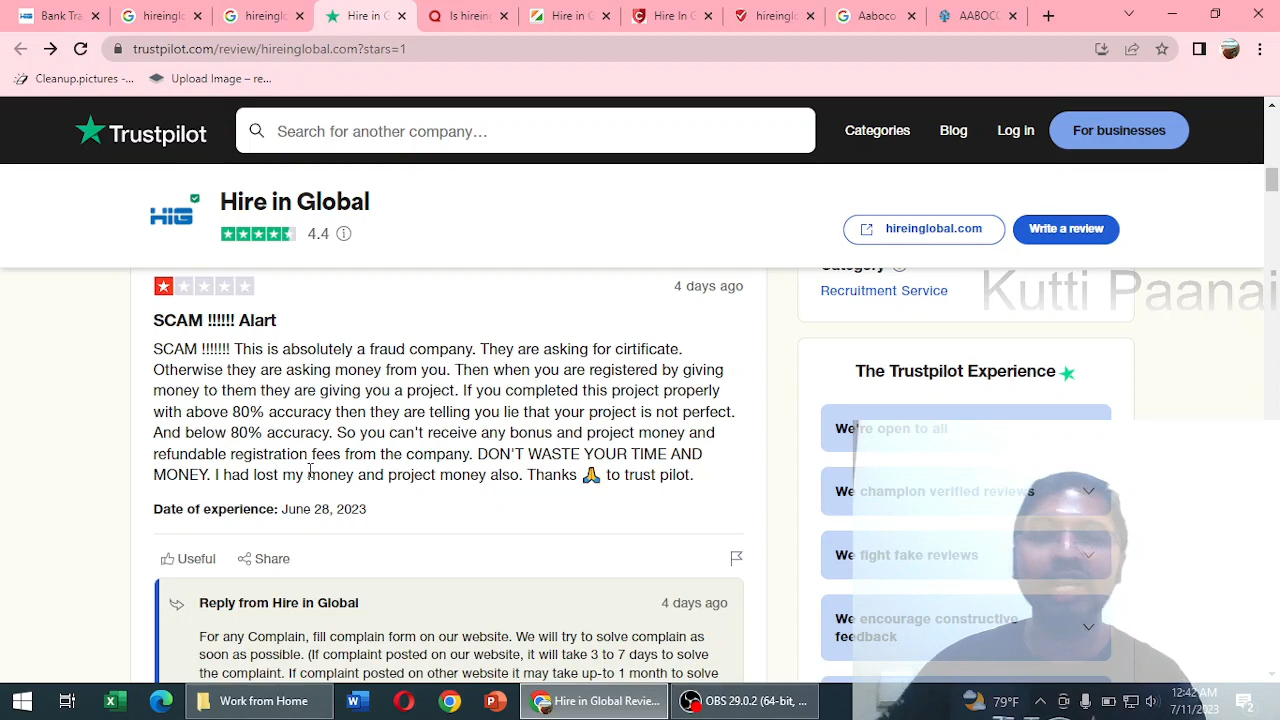 Bank Tra
hireingl
hireingl
Hire in G
Is hirein
Hire in G
Hire In G
hireingl
Aaboco
AABOCC
trustpilot.com/review/hireinglobal.com?stars=1
Cleanup.pictures -...
Upload Image – re...
Trustpilot
Search for another company…
Categories
Blog
Log in
For businesses
Hire in Global
HIG
4.4
hireinglobal.com
Write a review
Category
Recruitment Service
Kutti Paanai
4 days ago
SCAM !!!!!! Alart
SCAM !!!!!!! This is absolutely a fraud company. They are asking for cirtificate.
Otherwise they are asking money from you. Then when you are registered by giving
money to them they are giving you a project. If you completed this project properly
with above 80% accuracy then they are telling you lie that your project is not perfect.
And below 80% accuracy. So you can't receive any bonus and project money and
refundable registration fees from the company. DON'T WASTE YOUR TIME AND
MONEY. I had lost my money and project money also. Thanks 🙏 to trust pilot.
Date of experience: June 28, 2023
Useful
Share
Reply from Hire in Global
4 days ago
For any Complain, fill complain form on our website. We will try to solve complain as
soon as possible. (If complaint posted on our website, it will take 3 to 7 days to solve
the complaint. If complaint posted on other website it may take up-to 1 month to solve
The Trustpilot Experience
We're open to all
We champion verified reviews
We fight fake reviews
We encourage constructive
feedback
Work from Home
Hire in Global Revie...
OBS 29.0.2 (64-bit, ...
79°F
12:42 AM
7/11/2023
2